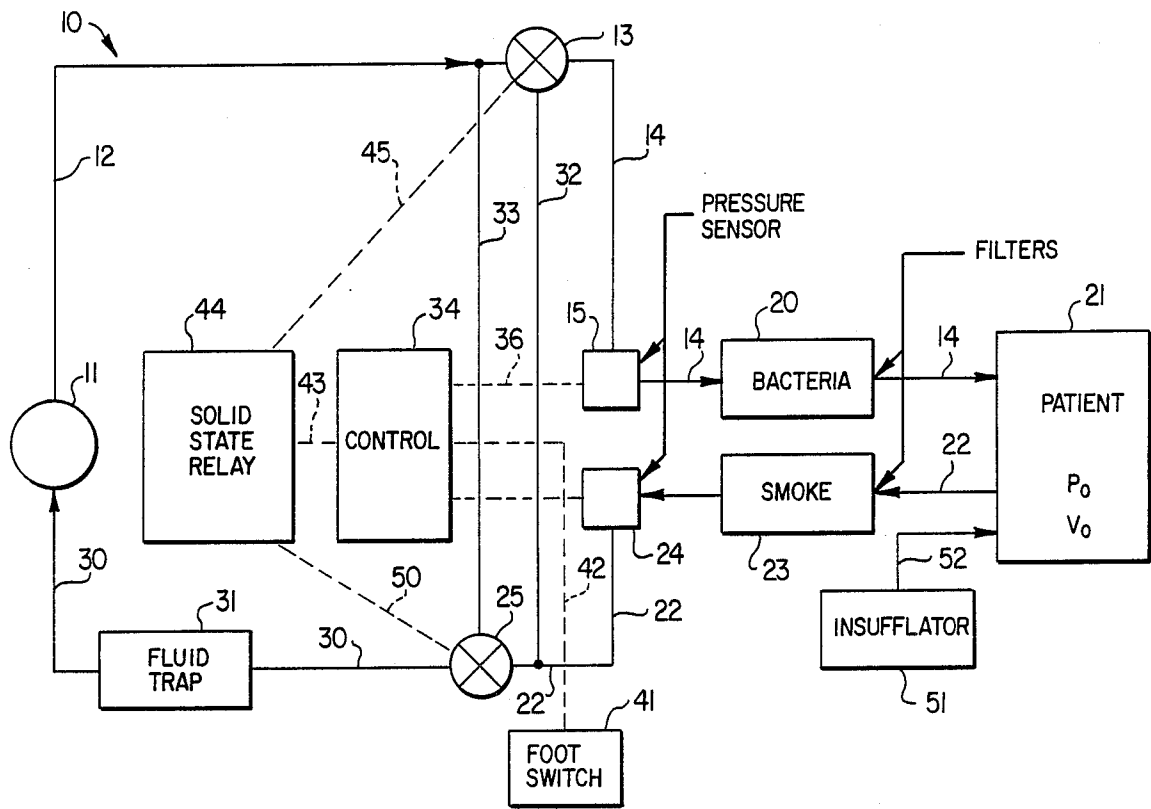 10
13
12
45
14
32
33
PRESSURE
SENSOR
FILTERS
44
34
15
20
21
36
14
14
11
43
BACTERIA
SOLID
STATE
RELAY
CONTROL
PATIENT
22
SMOKE
P0
V0
24
23
52
30
50
42
31
25
22
INSUFFLATOR
30
FLUID
TRAP
22
41
51
FOOT
SWITCH